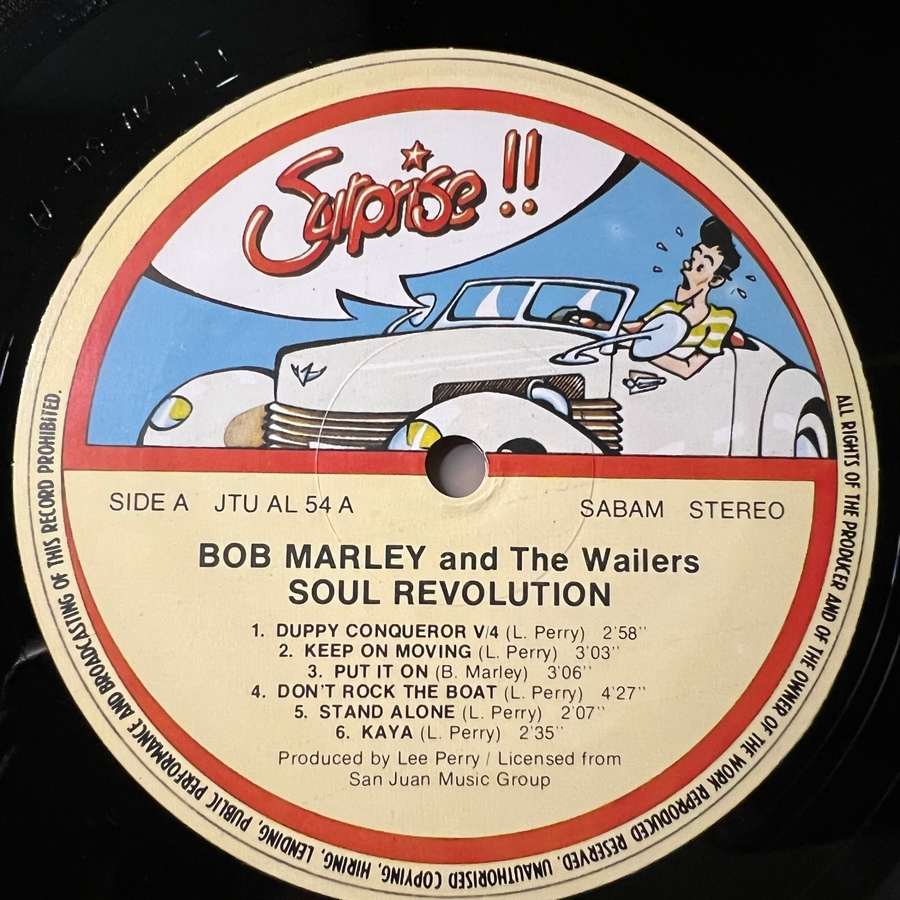 Surprise !!
SIDE A JTU AL 54 A
SABAM STEREO
BOB MARLEY and The Wailers
SOUL REVOLUTION
1. DUPPY CONQUEROR V/4 (L. Perry) 2'58''
2. KEEP ON MOVING (L. Perry) 3'03''
3. PUT IT ON (B. Marley) 3'06''
4. DON'T ROCK THE BOAT (L. Perry) 4'27''
5. STAND ALONE (L. Perry) 2'07''
6. KAYA (L. Perry) 2'35''
Produced by Lee Perry / Licensed from
San Juan Music Group
ALL RIGHTS OF THE PRODUCER AND OF THE OWNER OF THE WORK REPRODUCED RESERVED. UNAUTHORISED COPYING, HIRING, LENDING, PUBLIC PERFORMANCE AND BROADCASTING OF THIS RECORD PROHIBITED.